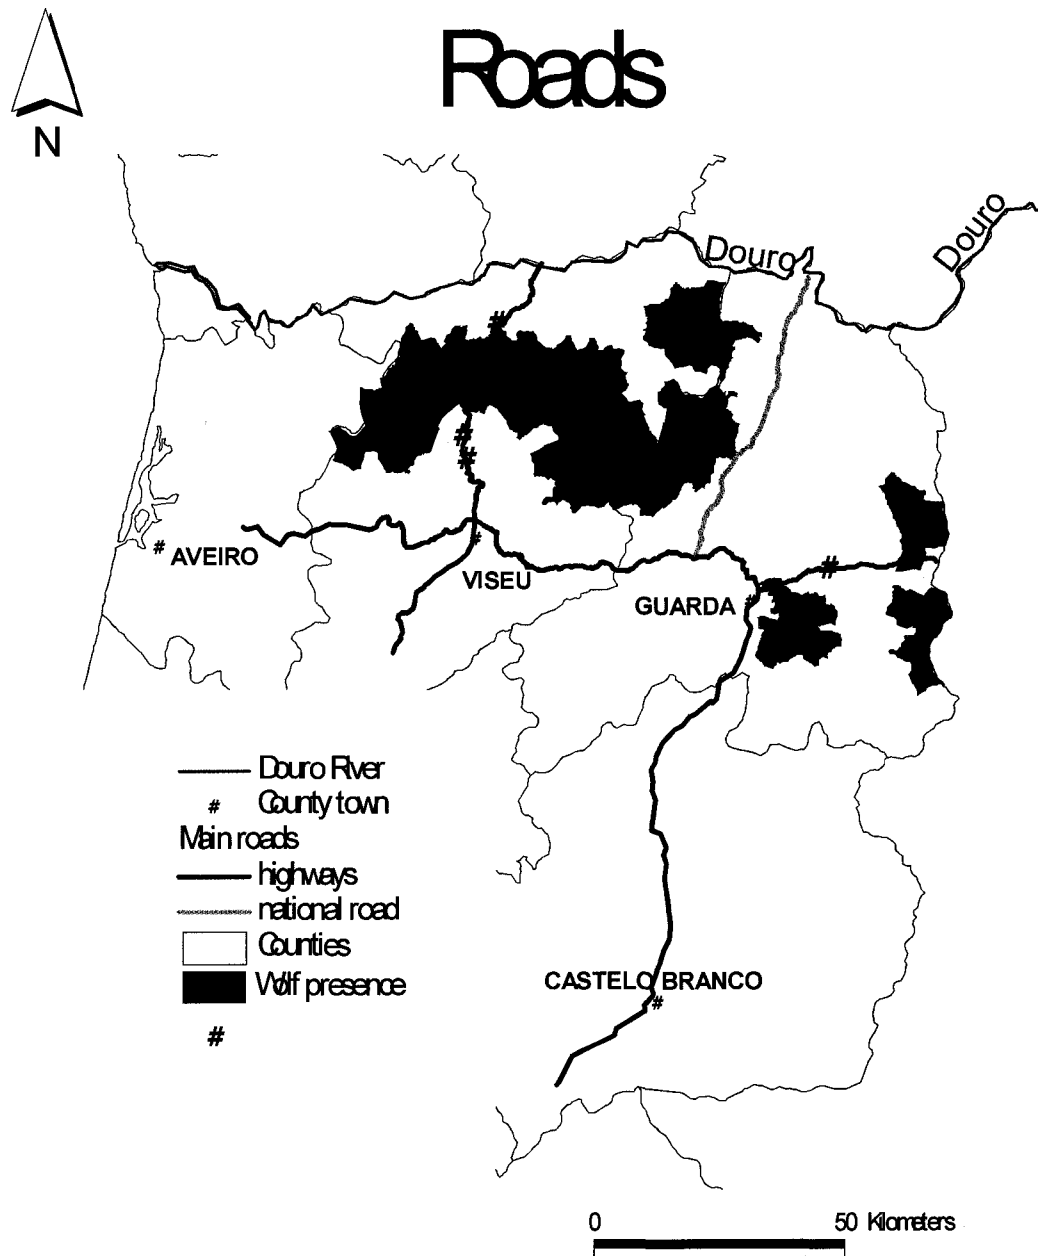 Roads
N
Douro
Douro
AVEIRO
VISEU
GUARDA
Douro River
# County town
Main roads
highways
national road
Counties
Wolf presence
#
CASTELO BRANCO
0 50 Kilometers